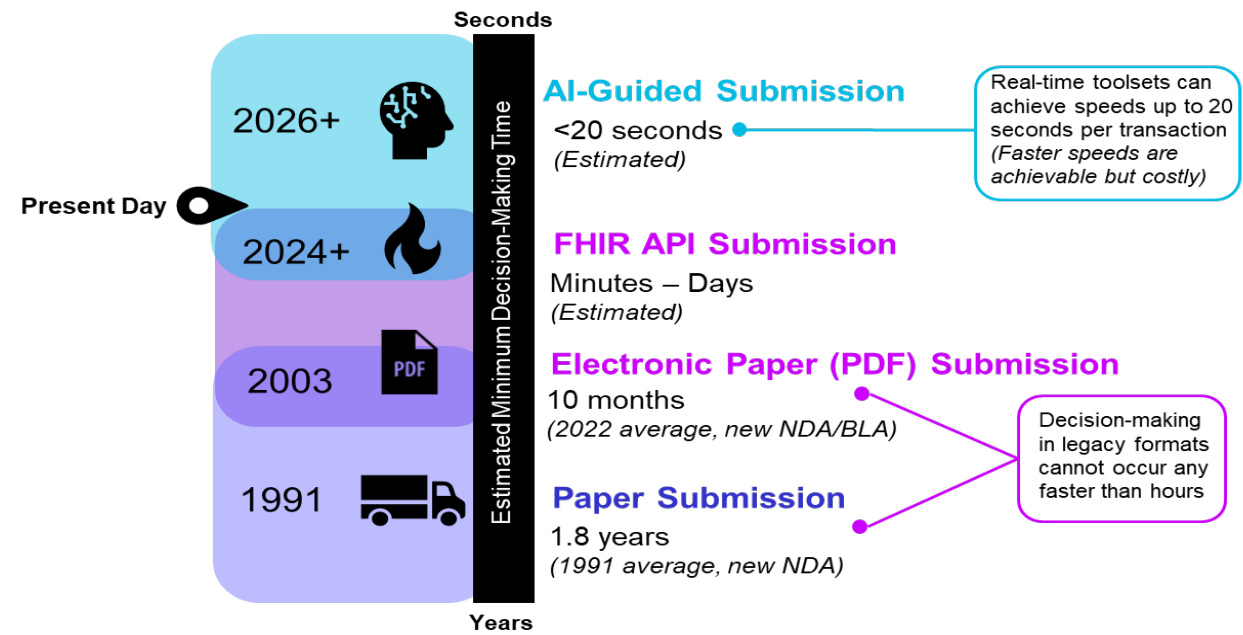 Seconds
2026+
AI-Guided Submission
<20 seconds
(Estimated)
Real-time toolsets can
achieve speeds up to 20
seconds per transaction
(Faster speeds are
achievable but costly)
Present Day
2024+
FHIR API Submission
Minutes – Days
(Estimated)
2003
PDF
Electronic Paper (PDF) Submission
10 months
(2022 average, new NDA/BLA)
Decision-making
in legacy formats
cannot occur any
faster than hours
1991
Paper Submission
1.8 years
(1991 average, new NDA)
Estimated Minimum Decision-Making Time
Years